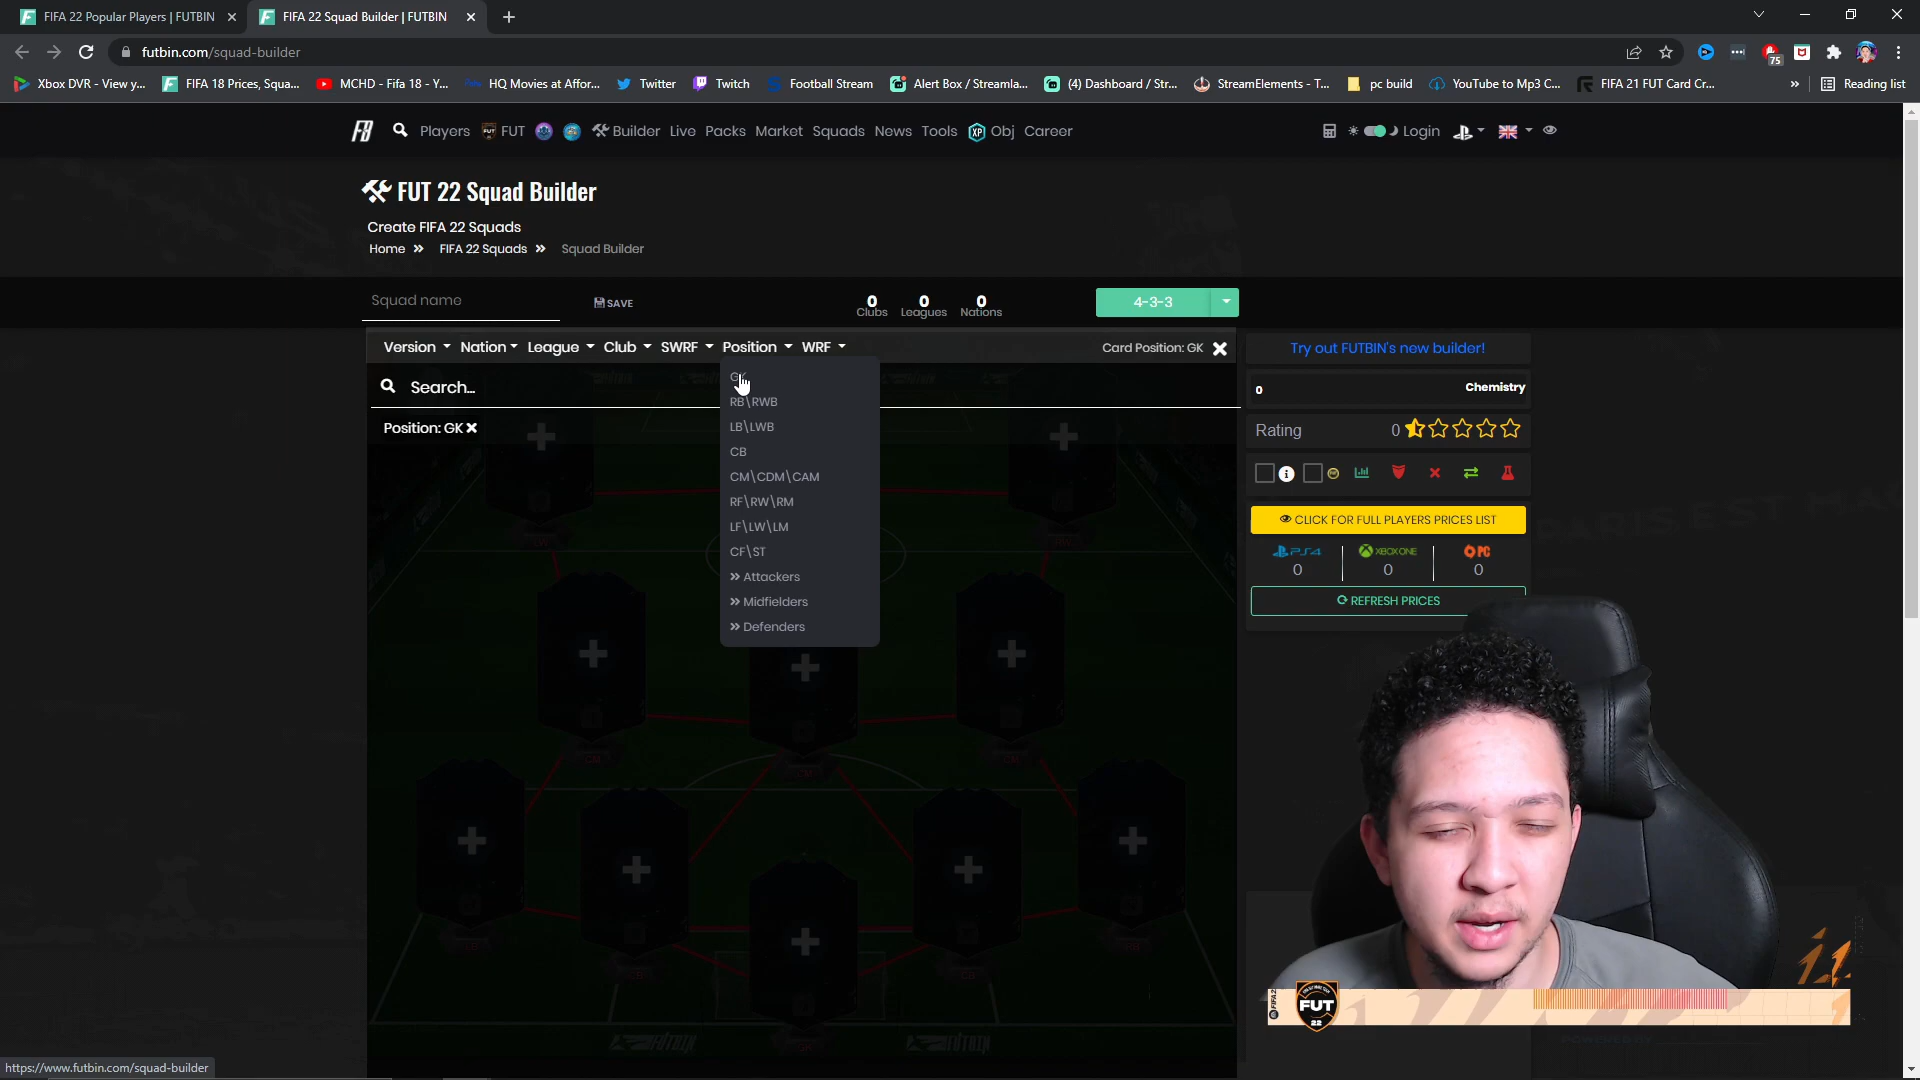 FIFA 22 Popular Players | FUTBIN
FIFA 22 Squad Builder | FUTBIN
futbin.com/squad-builder
75
Xbox DVR - View y...
FIFA 18 Prices, Squa...
MCHD - Fifa 18 - Y...
HQ Movies at Affor...
Twitter
Twitch
Football Stream
Alert Box / Streamla...
(4) Dashboard / Str...
StreamElements - T...
pc build
YouTube to Mp3 C...
FIFA 21 FUT Card Cr...
»
Reading list
Players FUT Builder Live Packs Market Squads News Tools XP Obj Career
Login
FUT 22 Squad Builder
Create FIFA 22 Squads
Home » FIFA 22 Squads » Squad Builder
Squad name
SAVE
0 0 0
Clubs Leagues Nations
4-3-3
Version Nation League Club SWRF Position WRF
Card Position: GK
Search...
Position: GK
GK
RB\RWB
LB\LWB
CB
CM\CDM\CAM
RF\RW\RM
LF\LW\LM
CF\ST
» Attackers
» Midfielders
» Defenders
Try out FUTBIN's new builder!
0 Chemistry
Rating 0
CLICK FOR FULL PLAYERS PRICES LIST
PS4 XBOX ONE PC
0 0 0
REFRESH PRICES
FIFA22
FUT
22
https://www.futbin.com/squad-builder